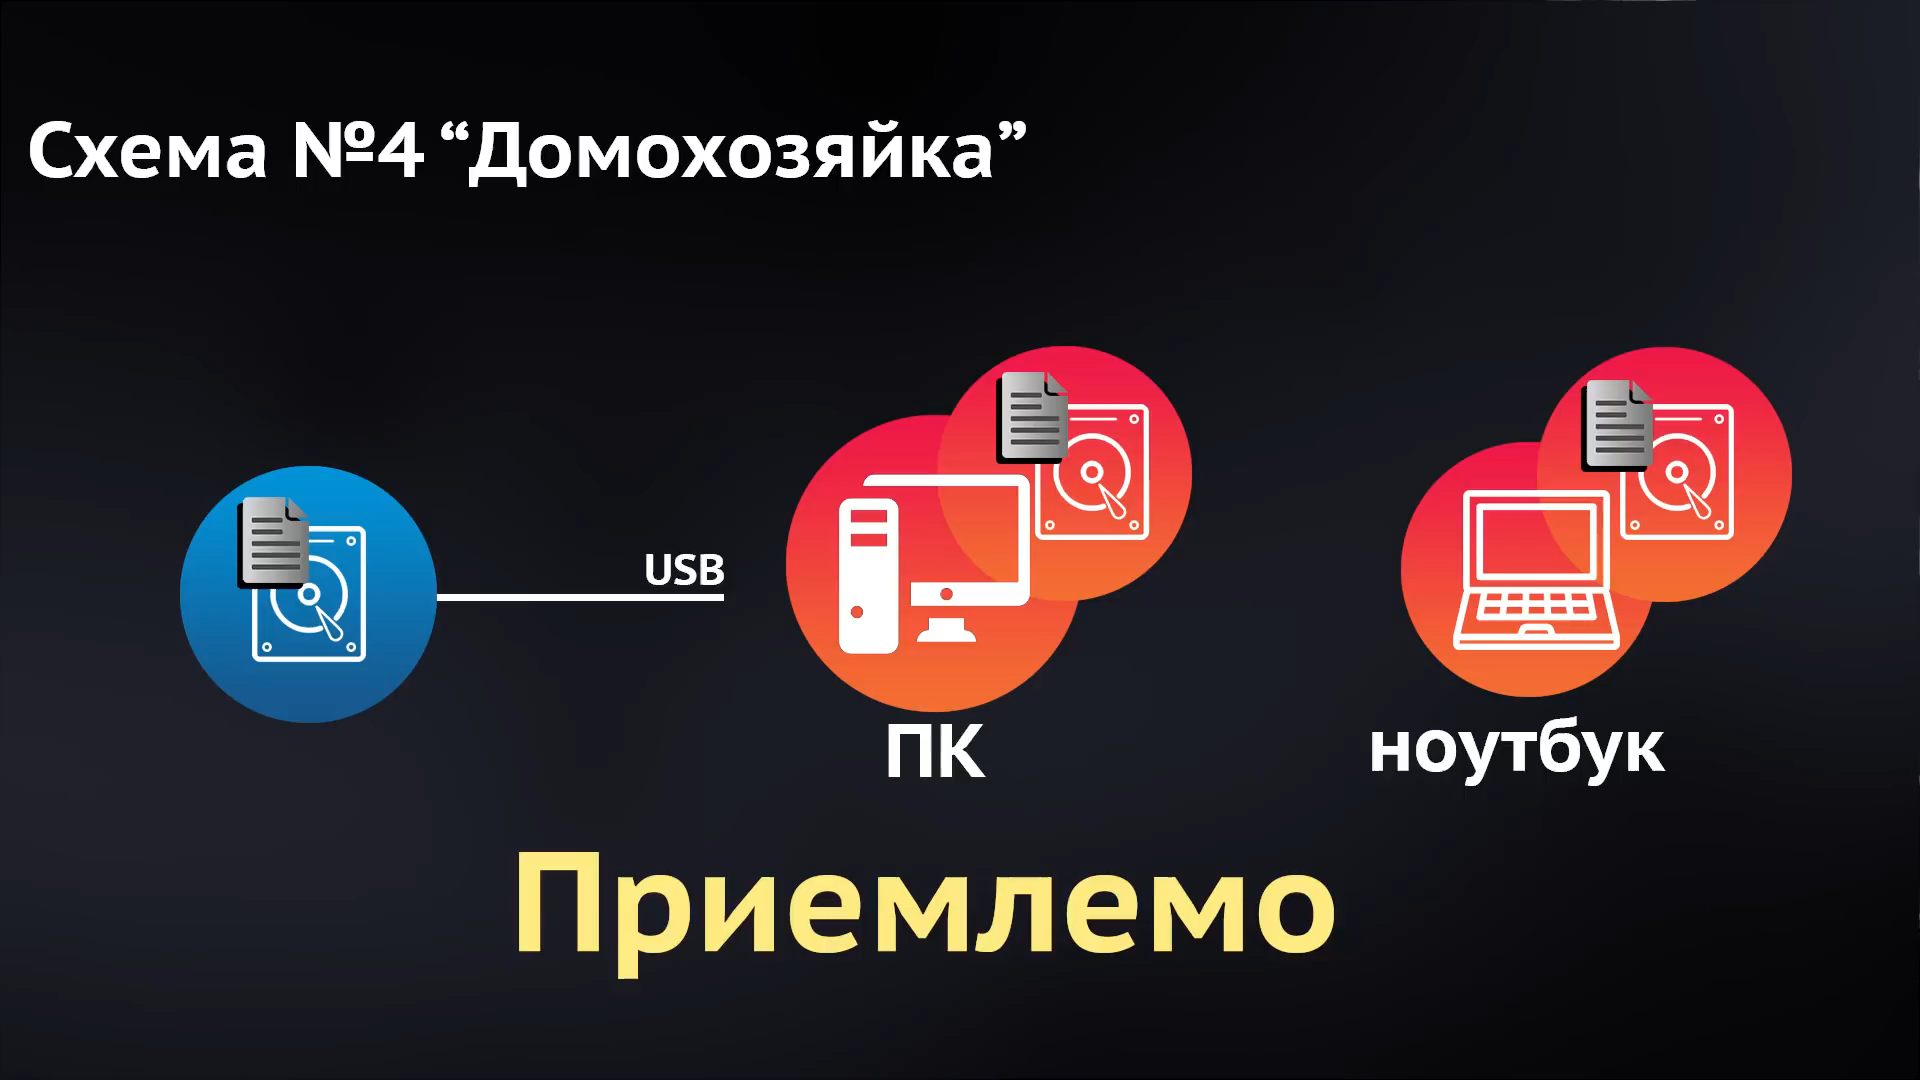 Схема №4 “Домохозяйка”
USB
ПК
ноутбук
Приемлемо